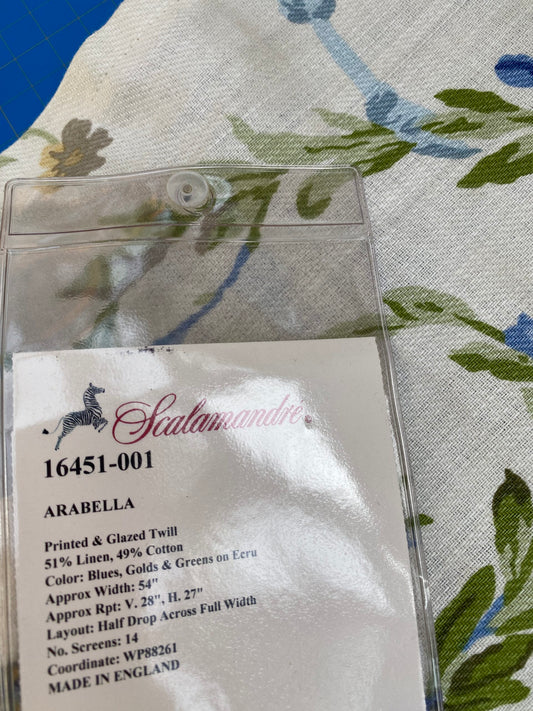 Scalamandré®
16451-001
ARABELLA
Printed & Glazed Twill
51% Linen, 49% Cotton
Color: Blues, Golds & Greens on Ecru
Approx Width: 54"
Approx Rpt: V. 28", H. 27"
Layout: Half Drop Across Full Width
No. Screens: 14
Coordinate: WP88261
MADE IN ENGLAND